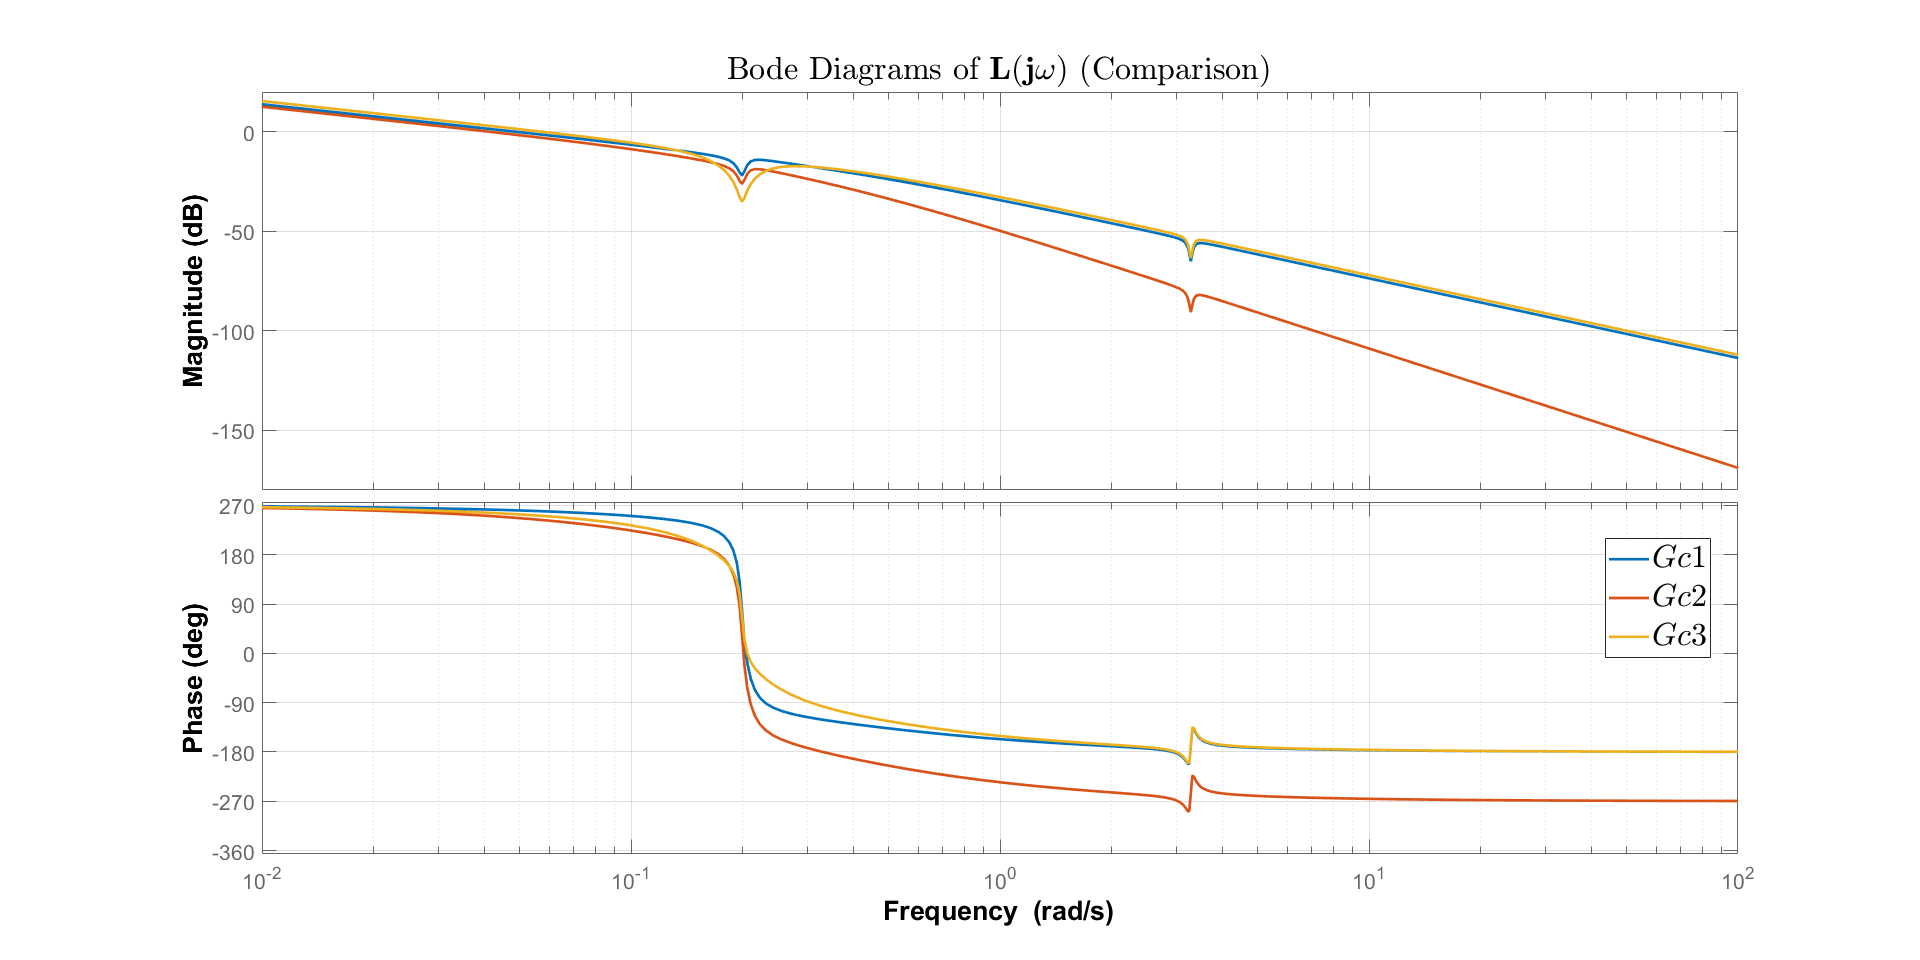 Bode Diagrams of L(jω) (Comparison)
Magnitude (dB)
0
-50
-100
-150
Phase (deg)
270
180
90
0
-90
-180
-270
-360
Gc1
Gc2
Gc3
10^-2
10^-1
10^0
10^1
10^2
Frequency (rad/s)